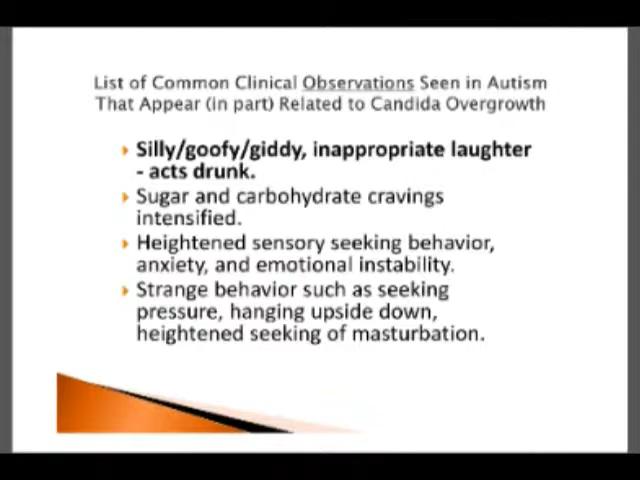 List of Common Clinical Observations Seen in Autism
That Appear (in part) Related to Candida Overgrowth
Silly/goofy/giddy, inappropriate laughter
- acts drunk.
Sugar and carbohydrate cravings
intensified.
Heightened sensory seeking behavior,
anxiety, and emotional instability.
Strange behavior such as seeking
pressure, hanging upside down,
heightened seeking of masturbation.